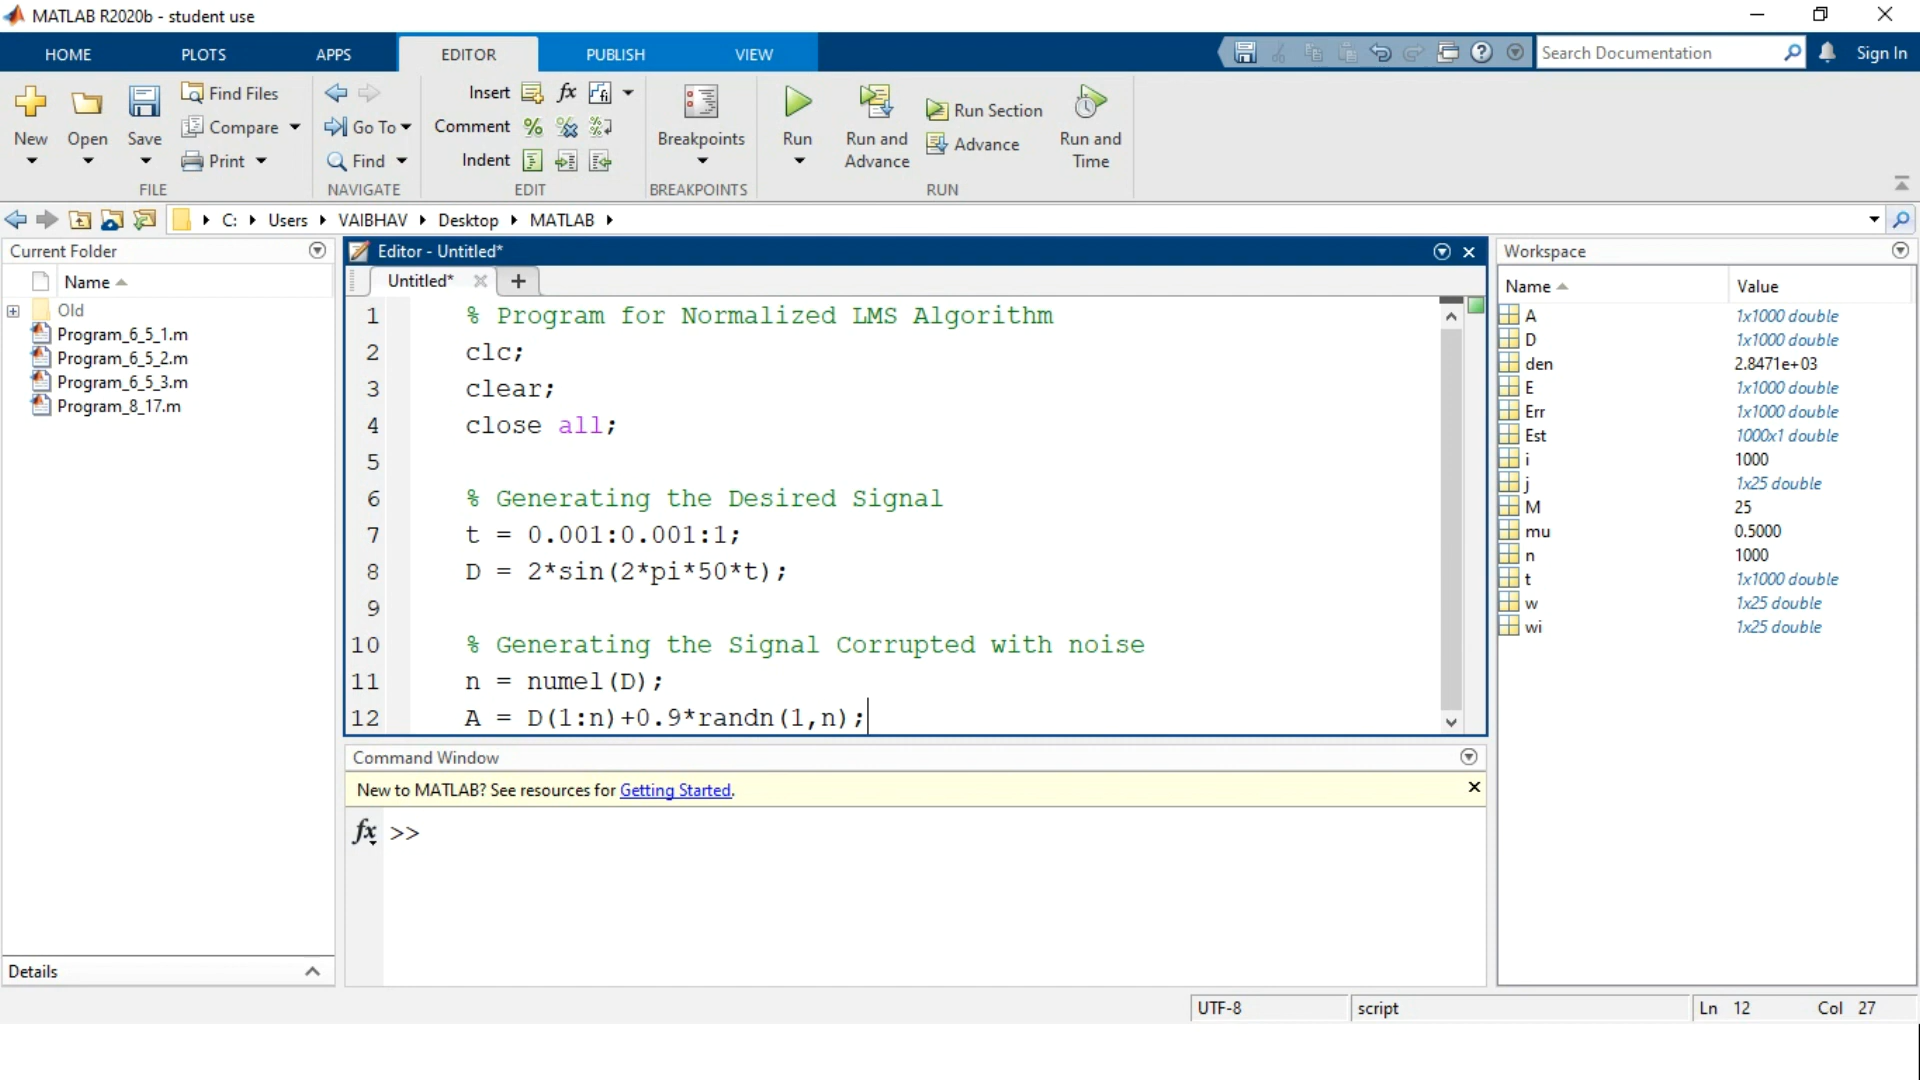 MATLAB R2020b - student use
HOME PLOTS APPS EDITOR PUBLISH VIEW Search Documentation Sign In
New Open Save Find Files Compare Print
Go To Find
Insert fx
Comment
Indent
Breakpoints
Run Run and Advance Run Section Advance Run and Time
FILE NAVIGATE EDIT BREAKPOINTS RUN
C: Users VAIBHAV Desktop MATLAB
Current Folder
Name
Old
Program_6_5_1.m
Program_6_5_2.m
Program_6_5_3.m
Program_8_17.m
Details
Editor - Untitled*
Untitled* +
1 % Program for Normalized LMS Algorithm
2 clc;
3 clear;
4 close all;
5
6 % Generating the Desired Signal
7 t = 0.001:0.001:1;
8 D = 2*sin(2*pi*50*t);
9
10 % Generating the Signal Corrupted with noise
11 n = numel(D);
12 A = D(1:n)+0.9*randn(1,n);
Command Window
New to MATLAB? See resources for Getting Started.
fx >>
Workspace
Name Value
A 1x1000 double
D 1x1000 double
den 2.8471e+03
E 1x1000 double
Err 1x1000 double
Est 1000x1 double
i 1000
j 1x25 double
M 25
mu 0.5000
n 1000
t 1x1000 double
w 1x25 double
wi 1x25 double
UTF-8 script Ln 12 Col 27